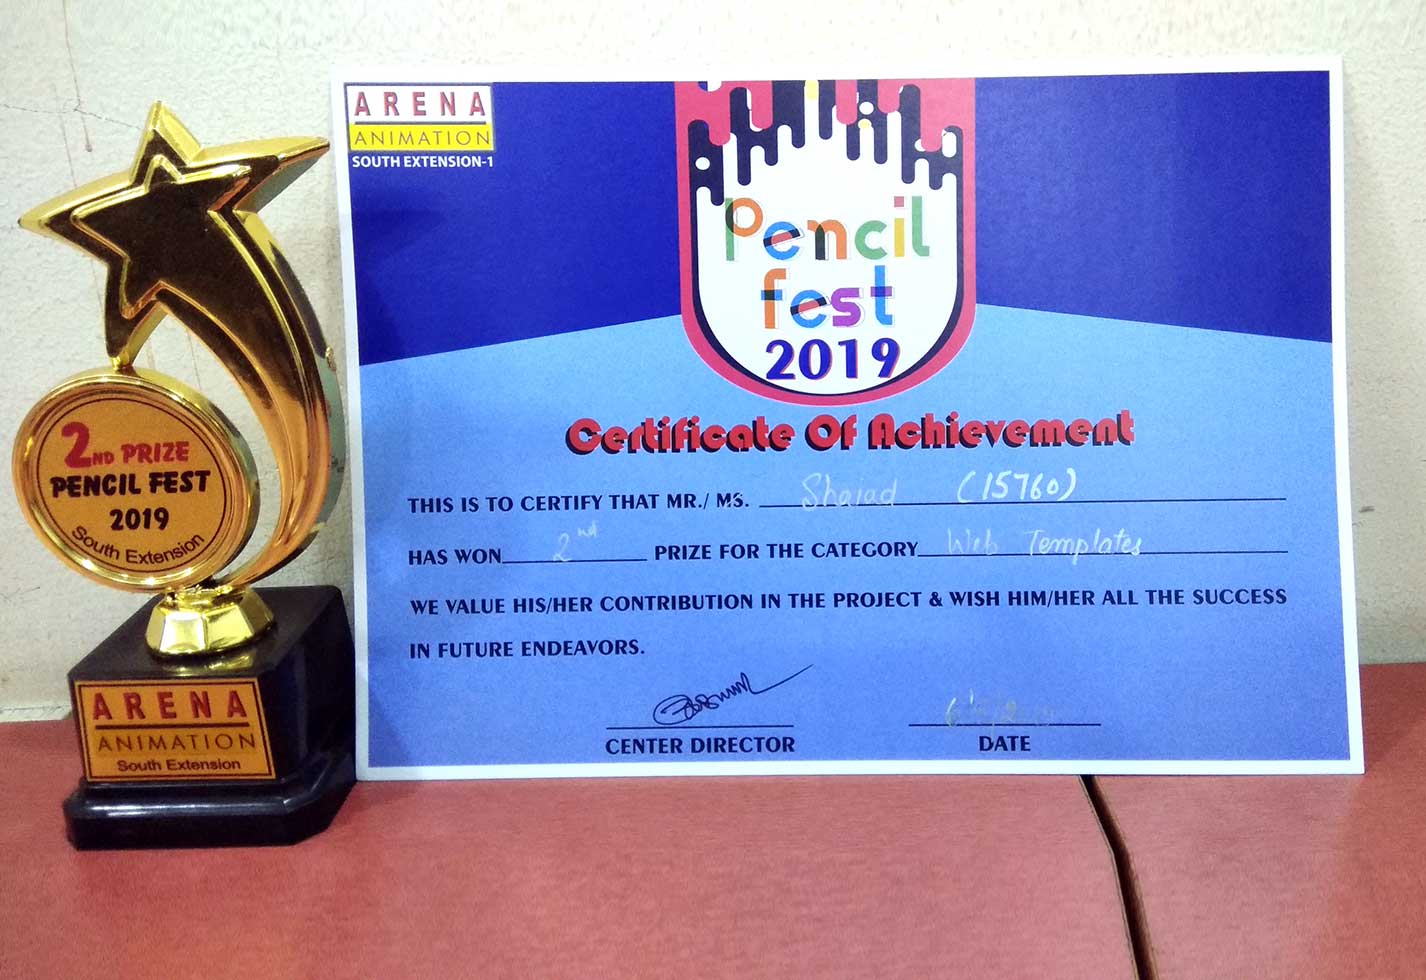 2ND PRIZE
PENCIL FEST
2019
South Extension
ARENA
ANIMATION
South Extension
ARENA
ANIMATION
SOUTH EXTENSION-1
Pencil
fest
2019
Certificate Of Achievement
THIS IS TO CERTIFY THAT MR./ MS. Shajad (15760)
HAS WON 2nd PRIZE FOR THE CATEGORY Web Templates
WE VALUE HIS/HER CONTRIBUTION IN THE PROJECT & WISH HIM/HER ALL THE SUCCESS
IN FUTURE ENDEAVORS.
CENTER DIRECTOR
DATE